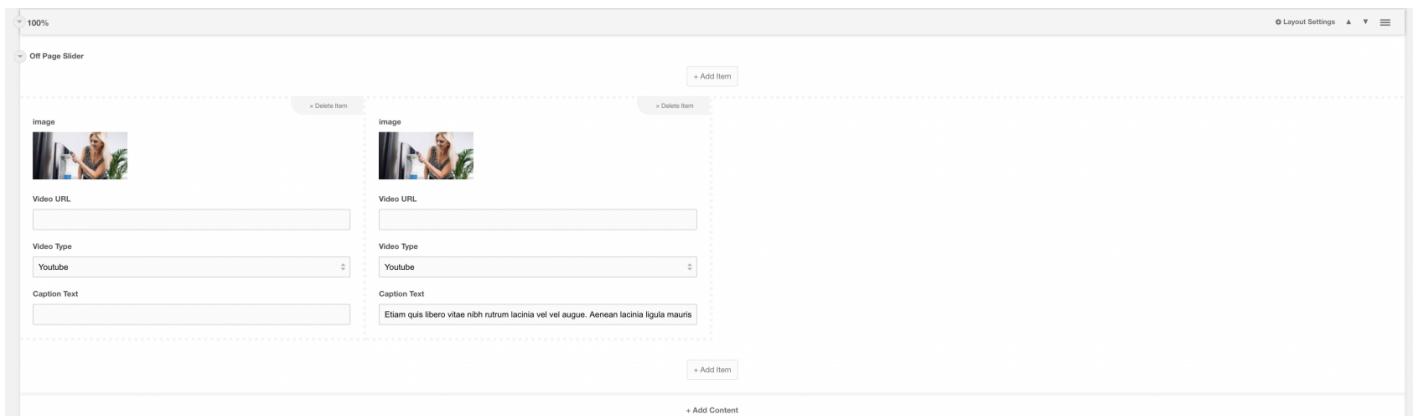 100%
Layout Settings
Off Page Slider
+ Add Item
× Delete Item
× Delete Item
image
image
Video URL
Video URL
Video Type
Video Type
Youtube
Youtube
Caption Text
Caption Text
Etiam quis libero vitae nibh rutrum lacinia vel vel augue. Aenean lacinia ligula mauris
+ Add Item
+ Add Content